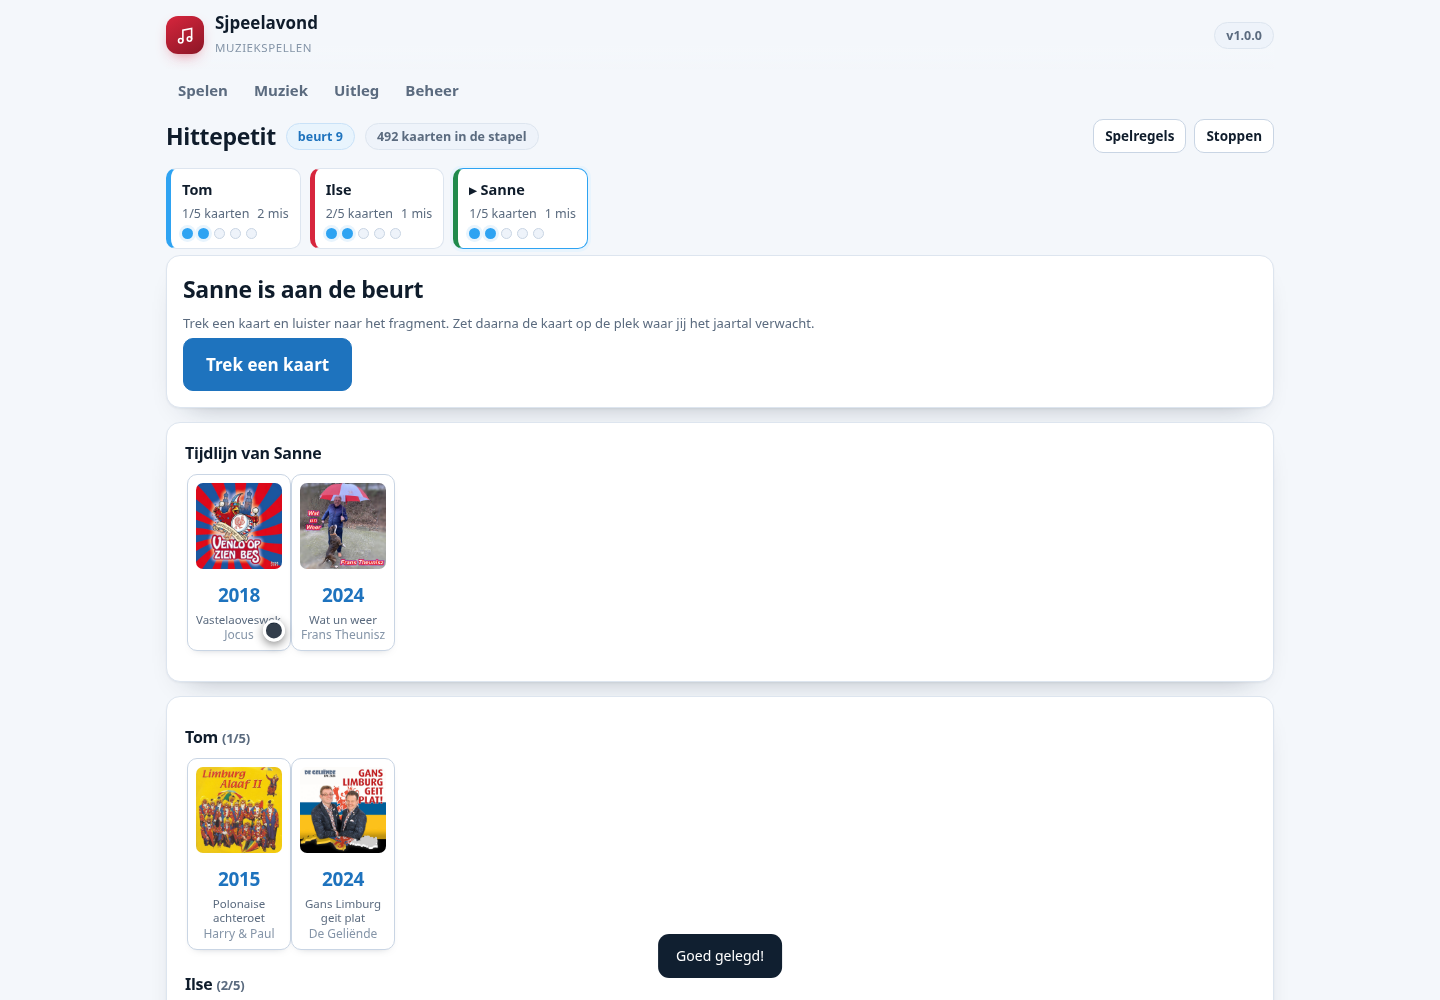 Sjpeelavond
MUZIEKSPELLEN
v1.0.0
Spelen Muziek Uitleg Beheer
Hittepetit beurt 9 492 kaarten in de stapel Spelregels Stoppen
Tom
1/5 kaarten 2 mis
Ilse
2/5 kaarten 1 mis
▸ Sanne
1/5 kaarten 1 mis
Sanne is aan de beurt
Trek een kaart en luister naar het fragment. Zet daarna de kaart op de plek waar jij het jaartal verwacht.
Trek een kaart
Tijdlijn van Sanne
VENLO OP
ZIEN BES
2018
Jocus
Wat
un
Weer
Frans Theunisz
2024
Wat un weer
Frans Theunisz
Tom (1/5)
Limburg
Alaaf II
2015
Polonaise
achteroet
Harry & Paul
DE GELIËNDE
GANS
LIMBURG
GEIT
PLAT!
2024
Gans Limburg
geit plat
De Geliënde
Goed gelegd!
Ilse (2/5)